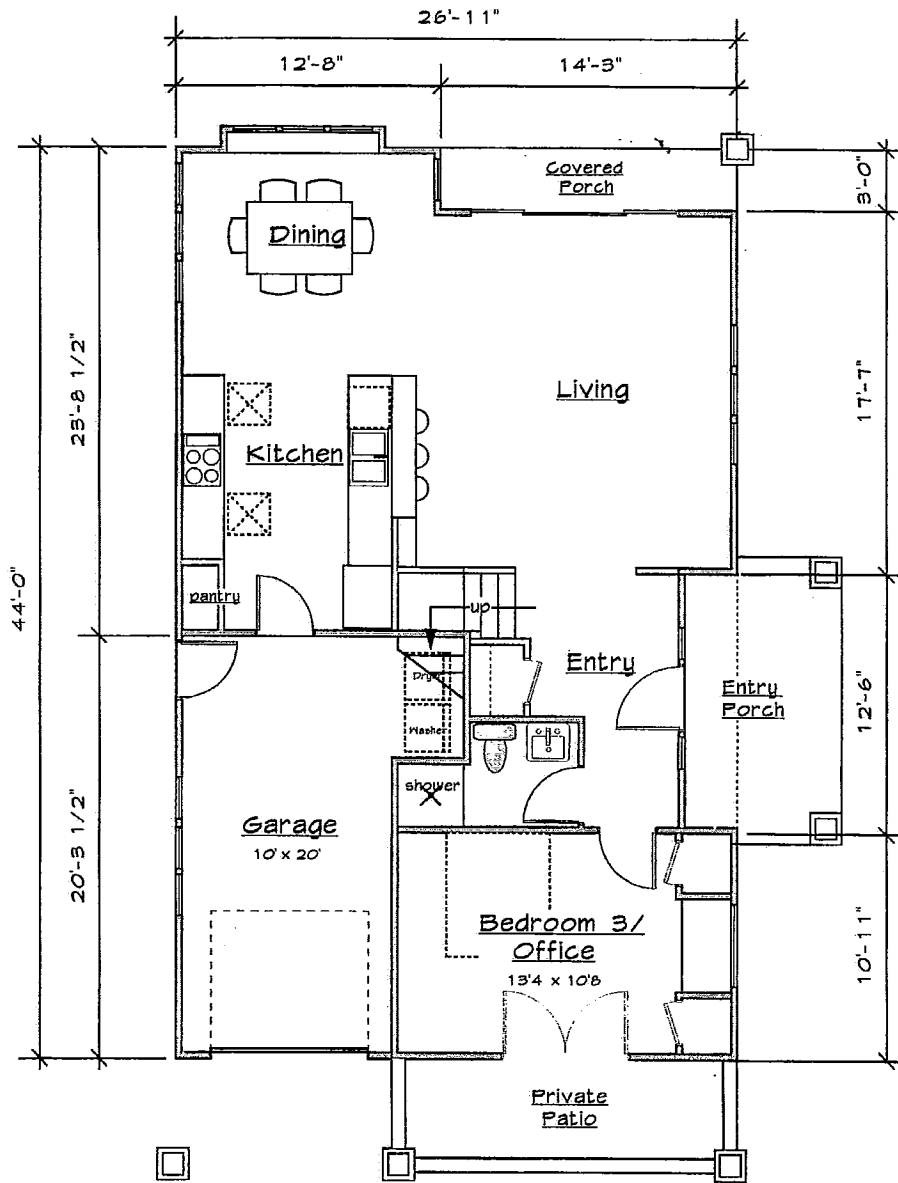 26'-11"
12'-8"
14'-3"
Covered
Porch
3'-0"
Dining
23'-8 1/2"
17'-7"
Living
Kitchen
44'-0"
pantry
up
Entry
Dryer
Entry
Porch
12'-6"
Washer
shower
Garage
10' x 20'
20'-3 1/2"
Bedroom 3/
Office
13'4 x 10'8
10'-11"
Private
Patio